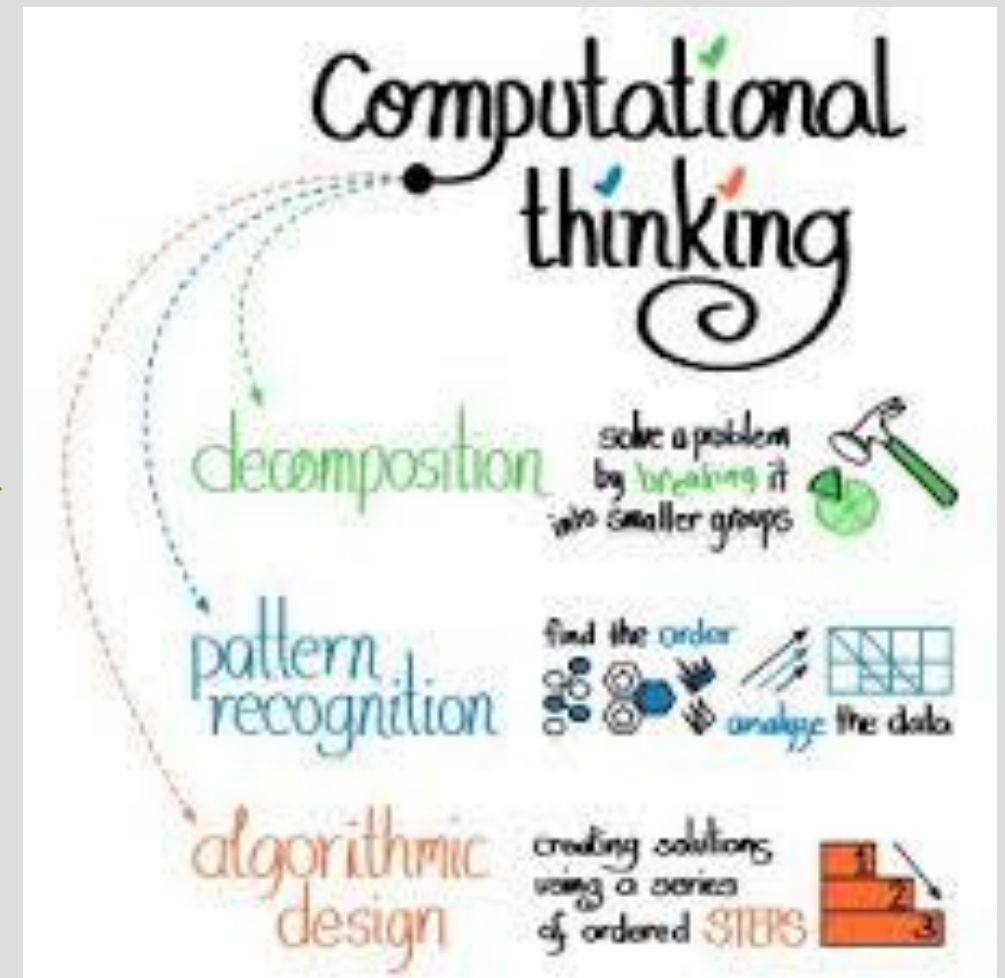 Computational
thinking
decomposition
solve a problem
by breaking it
into smaller groups
pattern
recognition
find the order
analyze the data
algorithmic
design
creating solutions
using a series
of ordered STEPS
1
2
3